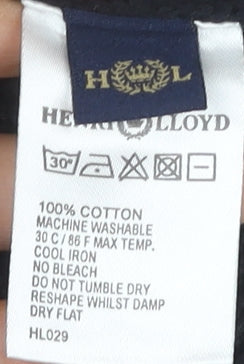 H L
HENRI LLOYD
30°
100% COTTON
MACHINE WASHABLE
30 C / 86 F MAX TEMP.
COOL IRON
NO BLEACH
DO NOT TUMBLE DRY
RESHAPE WHILST DAMP
DRY FLAT
HL029